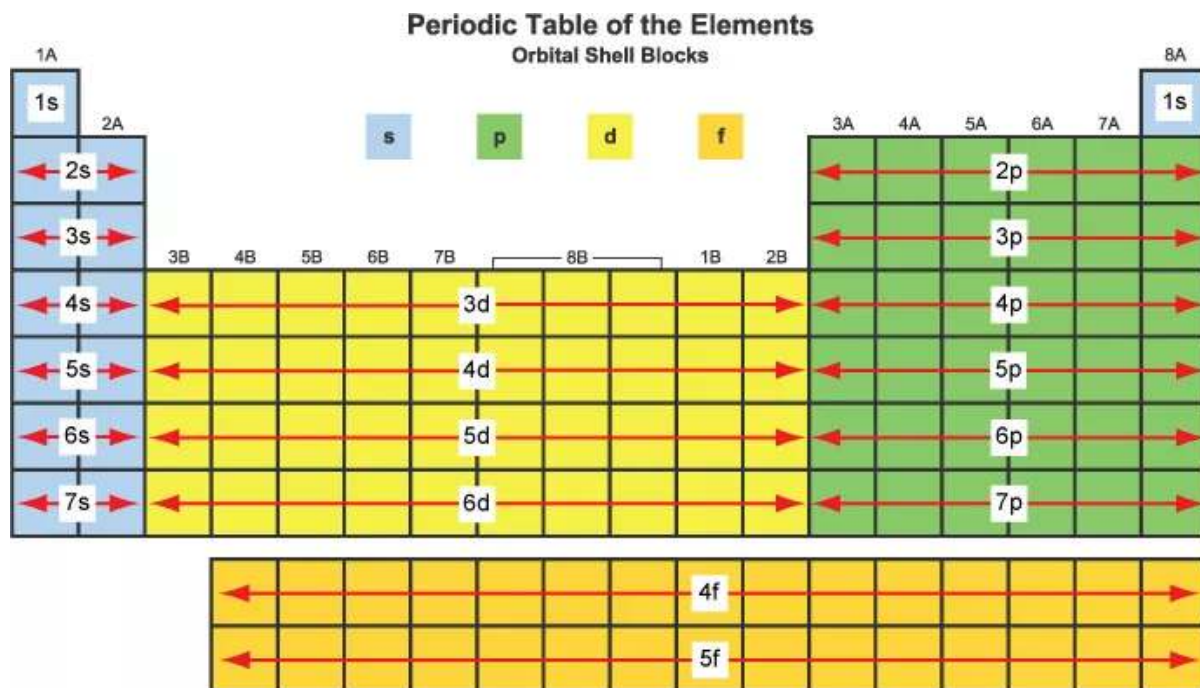 Periodic Table of the Elements
Orbital Shell Blocks
1A 8A
1s 1s
2A s p d f 3A 4A 5A 6A 7A
2s 2p
3s 3p
3B 4B 5B 6B 7B 8B 1B 2B
4s 3d 4p
5s 4d 5p
6s 5d 6p
7s 6d 7p
4f
5f